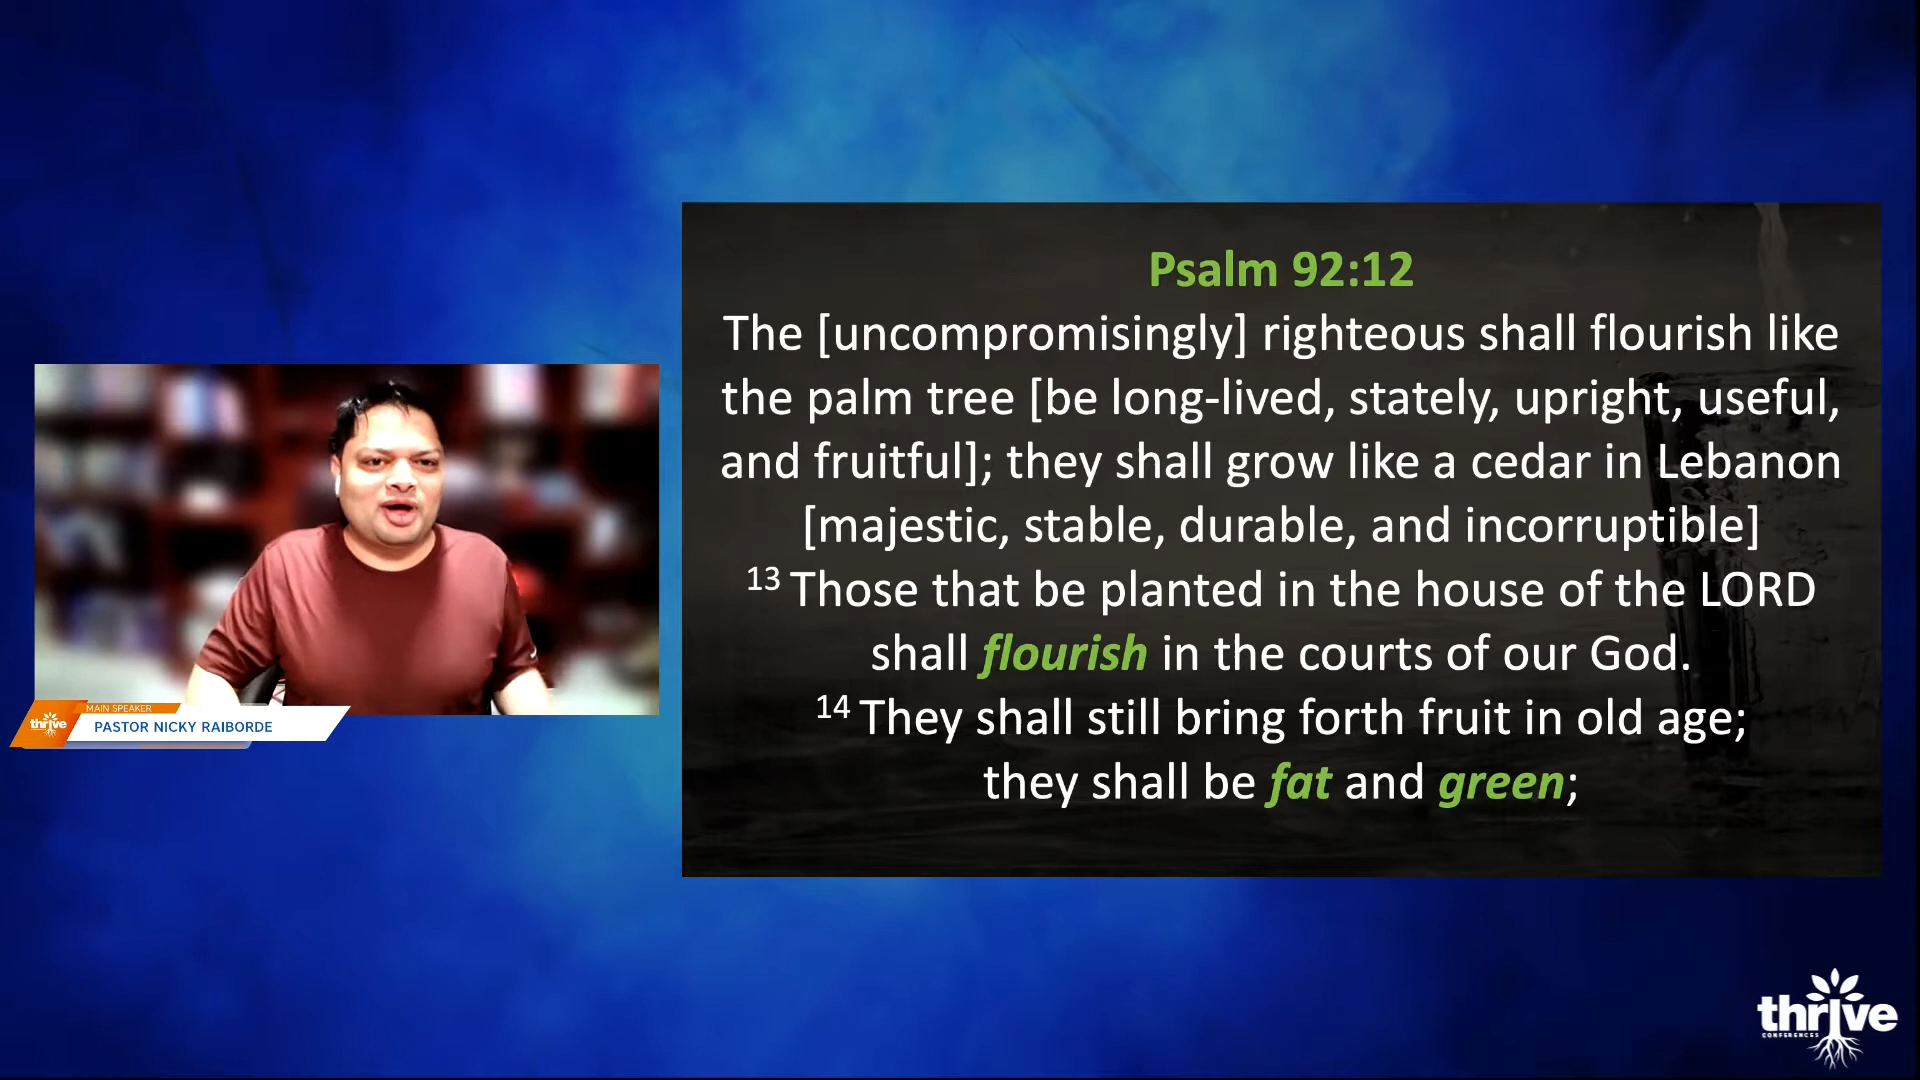 Psalm 92:12
The [uncompromisingly] righteous shall flourish like
the palm tree [be long-lived, stately, upright, useful,
and fruitful]; they shall grow like a cedar in Lebanon
[majestic, stable, durable, and incorruptible]
13 Those that be planted in the house of the LORD
shall flourish in the courts of our God.
14 They shall still bring forth fruit in old age;
they shall be fat and green;
MAIN SPEAKER
thrive
PASTOR NICKY RAIBORDE
thrive
CONFERENCES